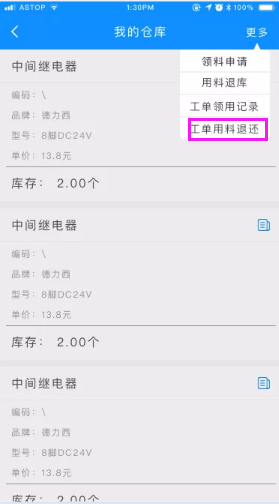 ASTOP
1:30PM
100%
我的仓库
更多
领料申请
用料退库
工单领用记录
工单用料退还
中间继电器
编码：\
品牌：德力西
型号：8脚DC24V
单价：13.8元
库存： 2.00个
中间继电器
编码：\
品牌：德力西
型号：8脚DC24V
单价：13.8元
库存： 2.00个
中间继电器
编码：\
品牌：德力西
型号：8脚DC24V
单价：13.8元
库存： 2.00个